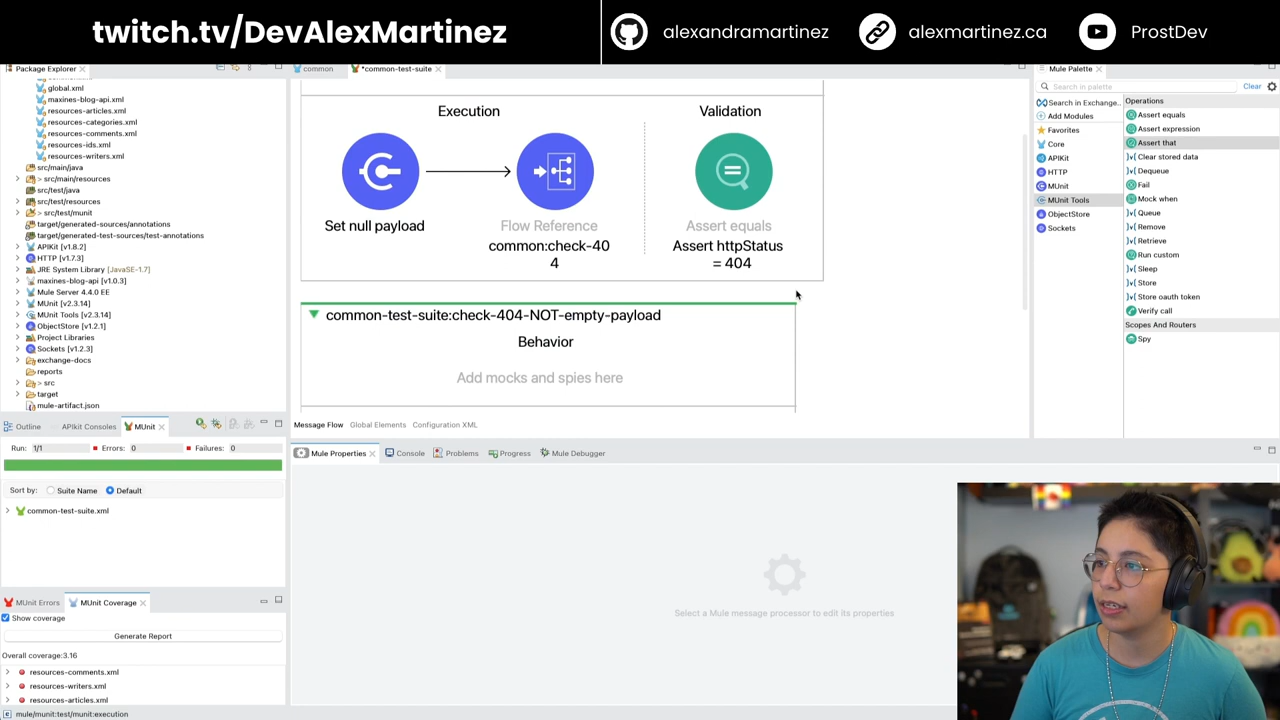 twitch.tv/DevAlexMartinez
alexandramartinez
alexmartinez.ca
ProstDev
Package Explorer
global.xml
maxines-blog-api.xml
resources-articles.xml
resources-categories.xml
resources-comments.xml
resources-ids.xml
resources-writers.xml
src/main/java
> src/main/resources
src/test/java
src/test/resources
> src/test/munit
target/generated-sources/annotations
target/generated-test-sources/test-annotations
APIKit [v1.8.2]
HTTP [v1.7.3]
JRE System Library [JavaSE-1.7]
maxines-blog-api [v1.0.3]
Mule Server 4.4.0 EE
MUnit [v2.3.14]
MUnit Tools [v2.3.14]
ObjectStore [v1.2.1]
Project Libraries
Sockets [v1.2.3]
exchange-docs
reports
> src
target
mule-artifact.json
common
*common-test-suite
Execution
Validation
Set null payload
Flow Reference
common:check-40
4
Assert equals
Assert httpStatus
= 404
common-test-suite:check-404-NOT-empty-payload
Behavior
Add mocks and spies here
Message Flow
Global Elements
Configuration XML
Mule Palette
Search in palette
Clear
Search in Exchange..
Add Modules
Favorites
Core
APIKit
HTTP
MUnit
MUnit Tools
ObjectStore
Sockets
Operations
Assert equals
Assert expression
Assert that
Clear stored data
Dequeue
Fail
Mock when
Queue
Remove
Retrieve
Run custom
Sleep
Store
Store oauth token
Verify call
Scopes And Routers
Spy
Outline
APIkit Consoles
MUnit
Run: 1/1
Errors: 0
Failures: 0
Sort by:
Suite Name
Default
common-test-suite.xml
MUnit Errors
MUnit Coverage
Show coverage
Generate Report
Overall coverage:3.16
resources-comments.xml
resources-writers.xml
resources-articles.xml
mule/munit:test/munit:execution
Mule Properties
Console
Problems
Progress
Mule Debugger
Select a Mule message processor to edit its properties